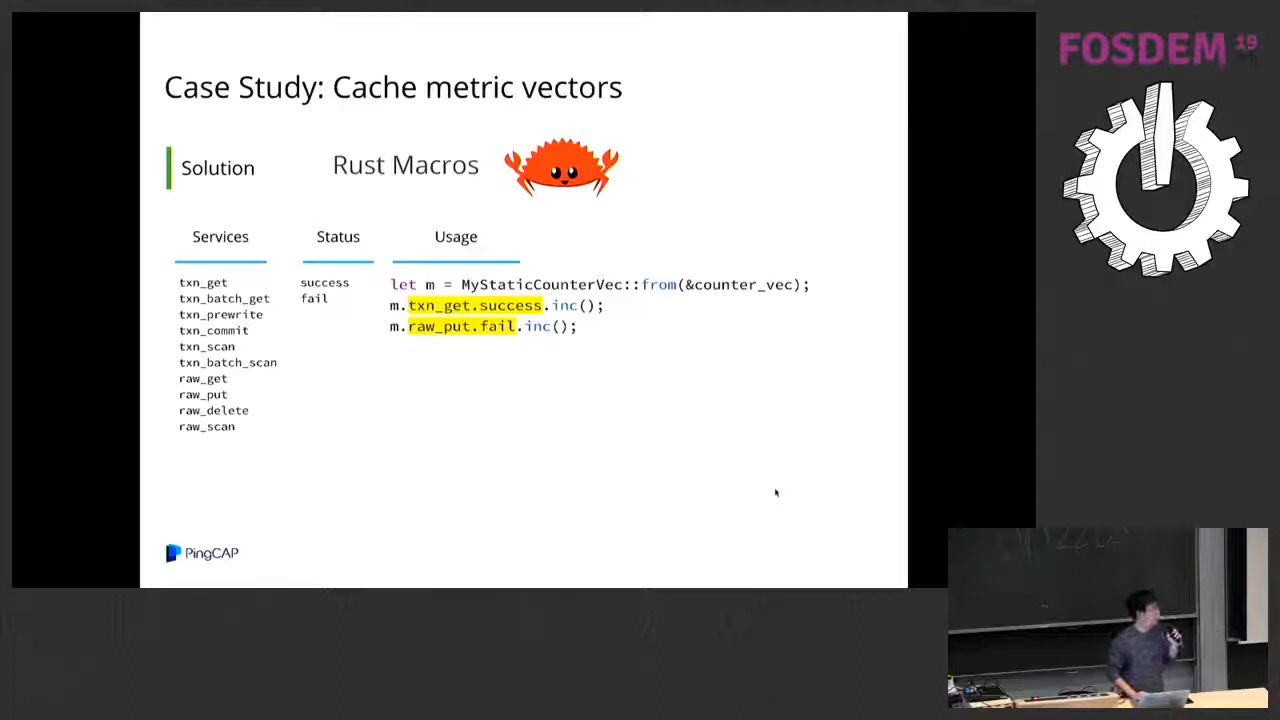 FOSDEM 19
Case Study: Cache metric vectors
Solution
Rust Macros
Services
Status
Usage
txn_get
txn_batch_get
txn_prewrite
txn_commit
txn_scan
txn_batch_scan
raw_get
raw_put
raw_delete
raw_scan
success
fail
let m = MyStaticCounterVec::from(&counter_vec);
m.txn_get.success.inc();
m.raw_put.fail.inc();
PingCAP